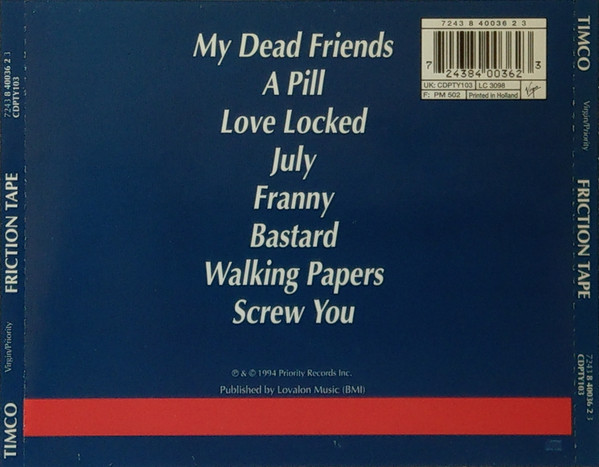 My Dead Friends
A Pill
Love Locked
July
Franny
Bastard
Walking Papers
Screw You
℗ & © 1994 Priority Records Inc.
Published by Lovalon Music (BMI)
7243 8 40036 2 3
7 24384 00362 3
UK: CDPTY103 LC 3098
F: PM 502 Printed in Holland Virgin
TIMCO Virgin/Priority FRICTION TAPE 7243 8 40036 2 3
CDPTY103
TIMCO Virgin/Priority FRICTION TAPE 7243 8 40036 2 3
CDPTY103